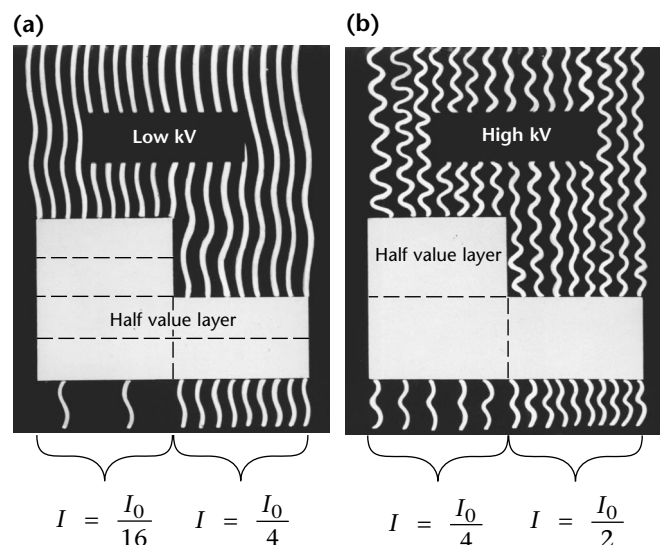 (a)
Low kV
Half value layer
I = I₀/16
I = I₀/4
(b)
High kV
Half value layer
I = I₀/4
I = I₀/2